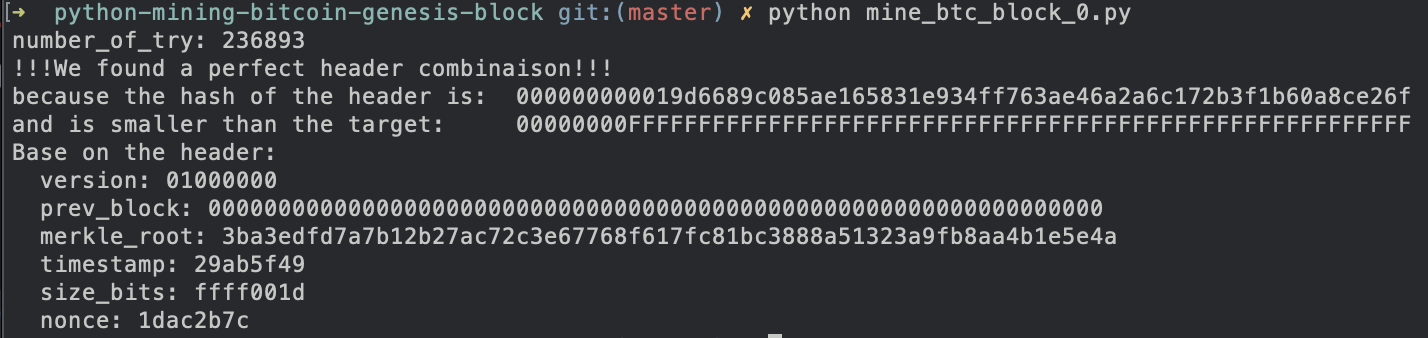 ➜ python-mining-bitcoin-genesis-block git:(master) ✗ python mine_btc_block_0.py
number_of_try: 236893
!!!We found a perfect header combinaison!!!
because the hash of the header is: 000000000019d6689c085ae165831e934ff763ae46a2a6c172b3f1b60a8ce26f
and is smaller than the target: 00000000FFFFFFFFFFFFFFFFFFFFFFFFFFFFFFFFFFFFFFFFFFFFFFFFFFFFFFFF
Base on the header:
version: 01000000
prev_block: 0000000000000000000000000000000000000000000000000000000000000000
merkle_root: 3ba3edfd7a7b12b27ac72c3e67768f617fc81bc3888a51323a9fb8aa4b1e5e4a
timestamp: 29ab5f49
size_bits: ffff001d
nonce: 1dac2b7c